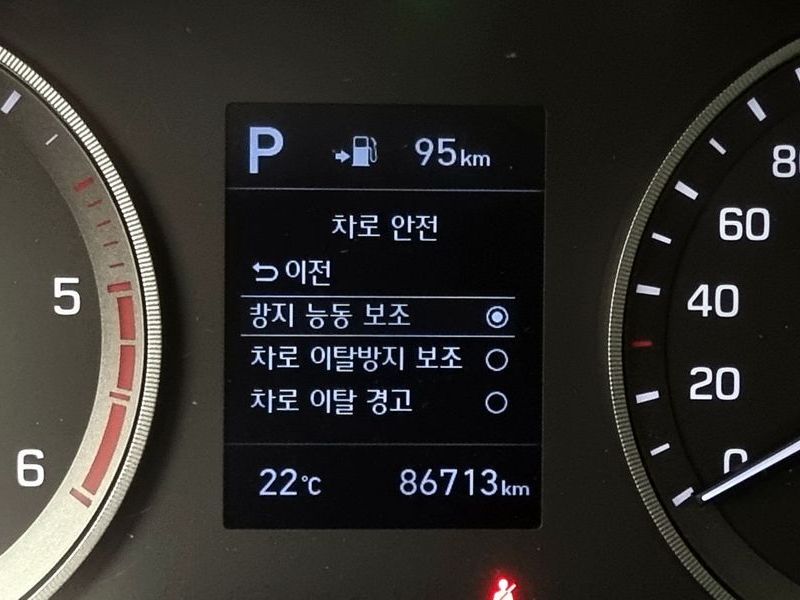 P 95km
차로 안전
이전
방지 능동 보조
차로 이탈방지 보조
차로 이탈 경고
22℃ 86713km
5
6
80
60
40
20
0